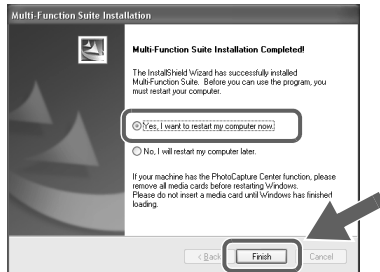 Multi-Function Suite Installation
Multi-Function Suite Installation Completed!
The InstallShield Wizard has successfully installed
Multi-Function Suite. Before you can use the program, you
must restart your computer.
Yes, I want to restart my computer now.
No, I will restart my computer later.
If your machine has the PhotoCapture Center function, please
remove all media cards before restarting Windows.
Please do not insert a media card until Windows has finished
loading.
< Back
Finish
Cancel